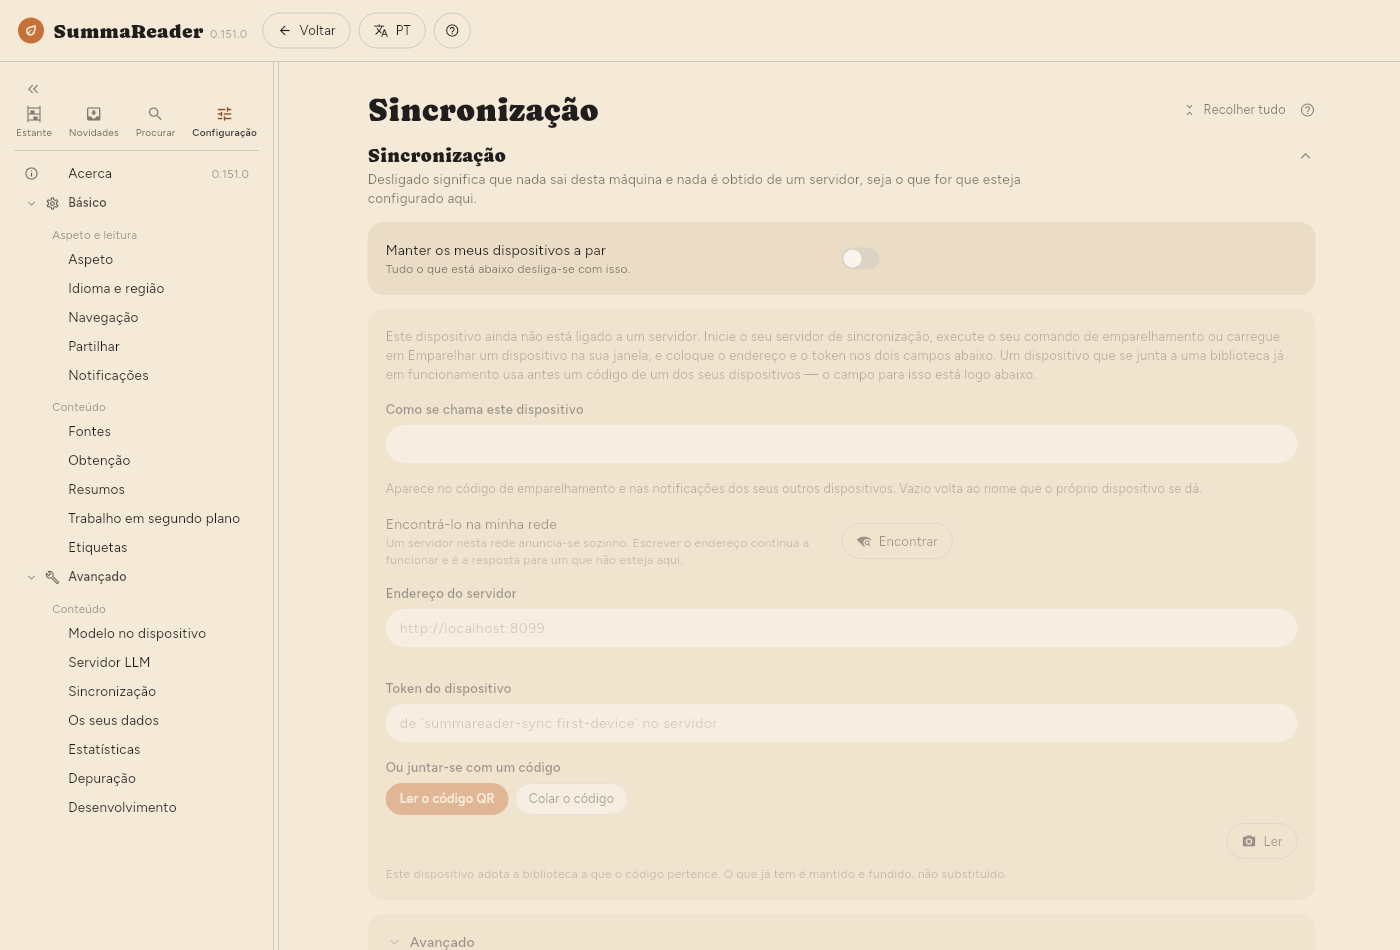 SummaReader 0.151.0
Voltar
PT
Estante
Novidades
Procurar
Configuração
Acerca
0.151.0
Básico
Aspeto e leitura
Aspeto
Idioma e região
Navegação
Partilhar
Notificações
Conteúdo
Fontes
Obtenção
Resumos
Trabalho em segundo plano
Etiquetas
Avançado
Conteúdo
Modelo no dispositivo
Servidor LLM
Sincronização
Os seus dados
Estatísticas
Depuração
Desenvolvimento
Sincronização
Recolher tudo
Sincronização
Desligado significa que nada sai desta máquina e nada é obtido de um servidor, seja o que for que esteja
configurado aqui.
Manter os meus dispositivos a par
Tudo o que está abaixo desliga-se com isso.
Este dispositivo ainda não está ligado a um servidor. Inicie o seu servidor de sincronização, execute o seu comando de emparelhamento ou carregue
em Emparelhar um dispositivo na sua janela, e coloque o endereço e o token nos dois campos abaixo. Um dispositivo que se junta a uma biblioteca já
em funcionamento usa antes um código de um dos seus dispositivos — o campo para isso está logo abaixo.
Como se chama este dispositivo
Aparece no código de emparelhamento e nas notificações dos seus outros dispositivos. Vazio volta ao nome que o próprio dispositivo se dá.
Encontrá-lo na minha rede
Um servidor nesta rede anuncia-se sozinho. Escrever o endereço continua a
funcionar e é a resposta para um que não esteja aqui.
Encontrar
Endereço do servidor
http://localhost:8099
Token do dispositivo
de `summareader-sync first-device` no servidor
Ou juntar-se com um código
Ler o código QR
Colar o código
Ler
Este dispositivo adota a biblioteca a que o código pertence. O que já tem é mantido e fundido, não substituído.
Avançado